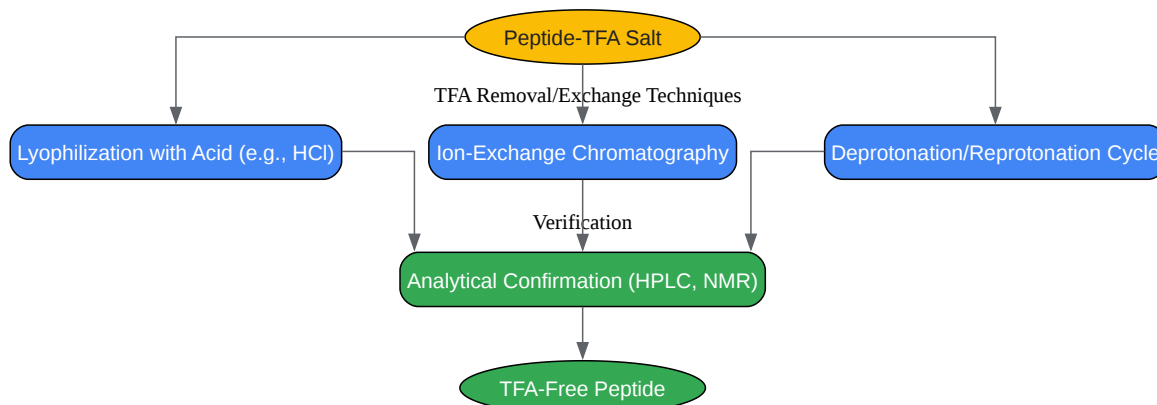 Peptide-TFA Salt
TFA Removal/Exchange Techniques
Lyophilization with Acid (e.g., HCl)
Ion-Exchange Chromatography
Deprotonation/Reprotonation Cycle
Verification
Analytical Confirmation (HPLC, NMR)
TFA-Free Peptide